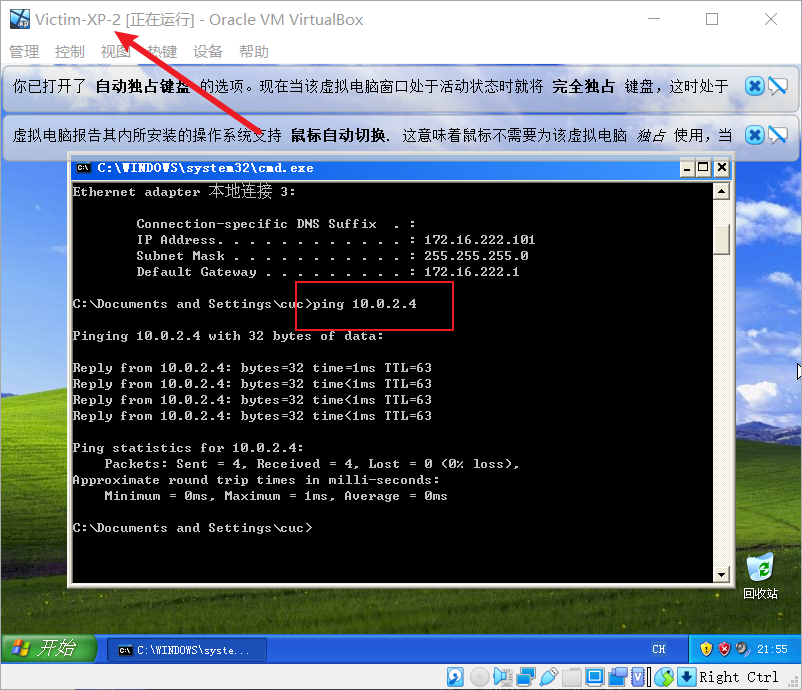 Victim-XP-2 [正在运行] - Oracle VM VirtualBox
管理 控制 视图 热键 设备 帮助
你已打开了 自动独占键盘 的选项。现在当该虚拟电脑窗口处于活动状态时就将 完全独占 键盘，这时处于
虚拟电脑报告其内所安装的操作系统支持 鼠标自动切换. 这意味着鼠标不需要为该虚拟电脑 独占 使用，当
C:\WINDOWS\system32\cmd.exe
Ethernet adapter 本地连接 3:
Connection-specific DNS Suffix  . :
IP Address. . . . . . . . . . . . : 172.16.222.101
Subnet Mask . . . . . . . . . . . : 255.255.255.0
Default Gateway . . . . . . . . . : 172.16.222.1
C:\Documents and Settings\cuc>ping 10.0.2.4
Pinging 10.0.2.4 with 32 bytes of data:
Reply from 10.0.2.4: bytes=32 time=1ms TTL=63
Reply from 10.0.2.4: bytes=32 time<1ms TTL=63
Reply from 10.0.2.4: bytes=32 time<1ms TTL=63
Reply from 10.0.2.4: bytes=32 time<1ms TTL=63
Ping statistics for 10.0.2.4:
Packets: Sent = 4, Received = 4, Lost = 0 (0% loss),
Approximate round trip times in milli-seconds:
Minimum = 0ms, Maximum = 1ms, Average = 0ms
C:\Documents and Settings\cuc>
回收站
开始
C:\WINDOWS\syste...
CH
21:55
Right Ctrl